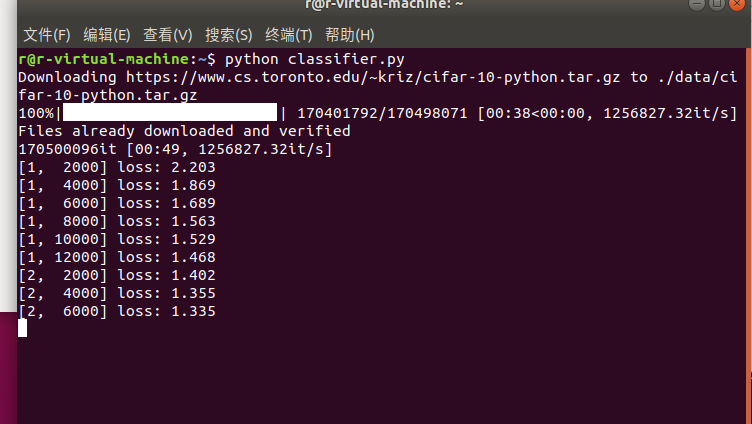 r@r-virtual-machine: ~
文件(F) 编辑(E) 查看(V) 搜索(S) 终端(T) 帮助(H)
r@r-virtual-machine:~$ python classifier.py
Downloading https://www.cs.toronto.edu/~kriz/cifar-10-python.tar.gz to ./data/ci
far-10-python.tar.gz
100%| | 170401792/170498071 [00:38<00:00, 1256827.32it/s]
Files already downloaded and verified
170500096it [00:49, 1256827.32it/s]
[1,  2000] loss: 2.203
[1,  4000] loss: 1.869
[1,  6000] loss: 1.689
[1,  8000] loss: 1.563
[1, 10000] loss: 1.529
[1, 12000] loss: 1.468
[2,  2000] loss: 1.402
[2,  4000] loss: 1.355
[2,  6000] loss: 1.335